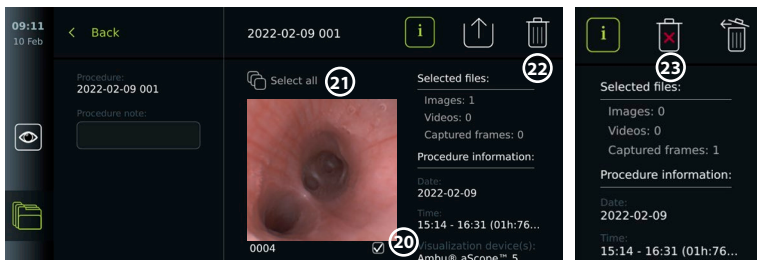 09:11
10 Feb
Back
2022-02-09 001
i
22
Procedure:
2022-02-09 001
Procedure note:
Select all
21
0004
20
Selected files:
Images: 1
Videos: 0
Captured frames: 0
Procedure information:
Date:
2022-02-09
Time:
15:14 - 16:31 (01h:76...
Visualization device(s):
Ambu® aScope™ 5
i
23
Selected files:
Images: 0
Videos: 0
Captured frames: 1
Procedure information:
Date:
2022-02-09
Time:
15:14 - 16:31 (01h:76...